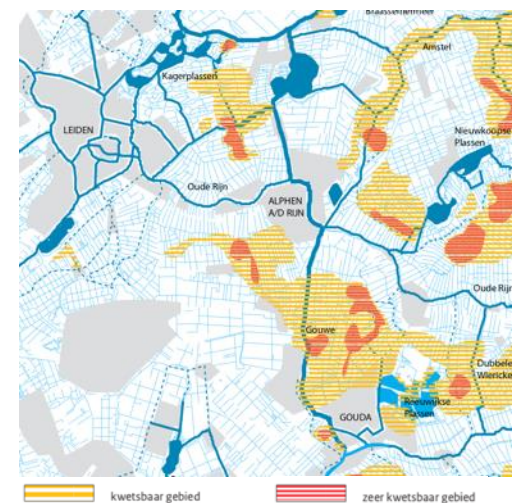 Braassemermeer
Amstel
Kagerplassen
LEIDEN
Nieuwkoopse
Plassen
Oude Rijn
ALPHEN
A/D RIJN
Oude Rijn
Gouwe
Dubbele
Wiericke
Reeuwijkse
Plassen
GOUDA
kwetsbaar gebied
zeer kwetsbaar gebied